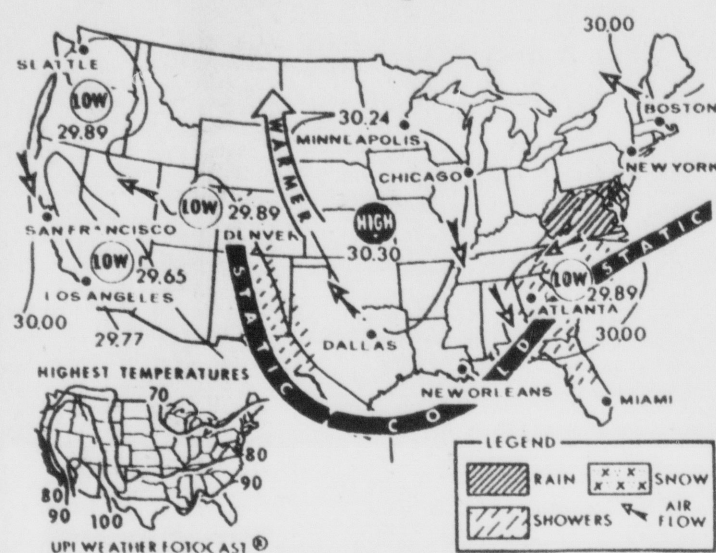 30.00
SEATTLE
LOW
29.89
30.24
MINNEAPOLIS
BOSTON
NEW YORK
CHICAGO
WARMER
LOW
29.89
DENVER
HIGH
30.30
SAN FRANCISCO
LOW
29.65
LOS ANGELES
30.00
29.77
STATIC
LOW
29.89
ATLANTA
STATIC
30.00
DALLAS
COLD
NEW ORLEANS
MIAMI
HIGHEST TEMPERATURES
70
80
90
80
90
100
UPI WEATHER FOTOCAST ®
LEGEND
RAIN
SNOW
SHOWERS
AIR
FLOW